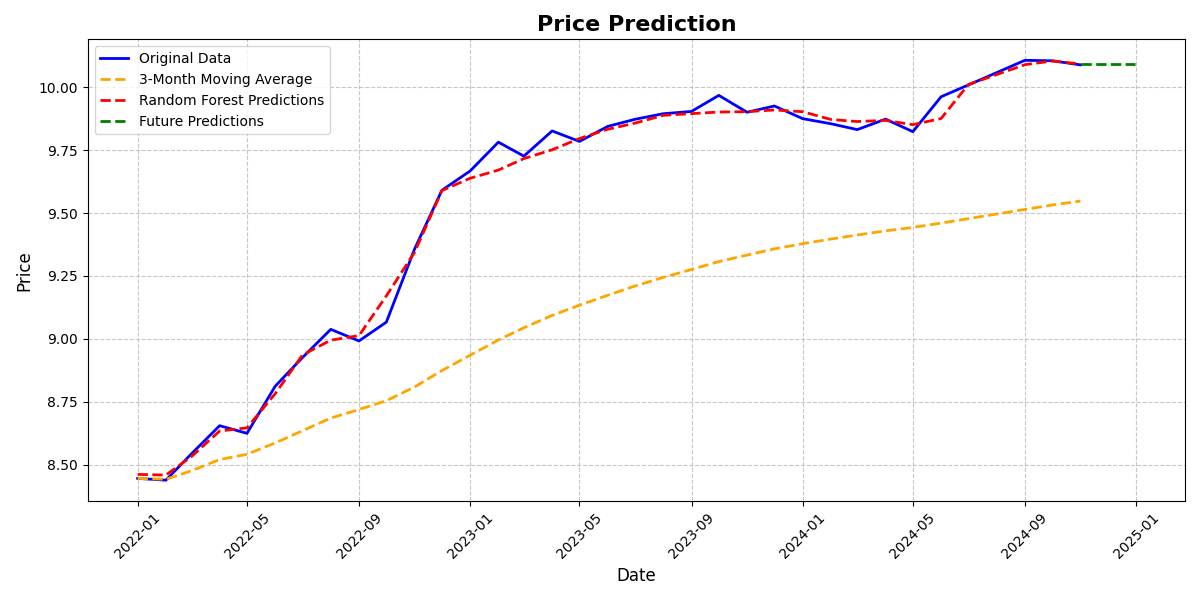 Price Prediction
Original Data
3-Month Moving Average
Random Forest Predictions
Future Predictions
Price
10.00
9.75
9.50
9.25
9.00
8.75
8.50
2022-01
2022-05
2022-09
2023-01
2023-05
2023-09
2024-01
2024-05
2024-09
2025-01
Date